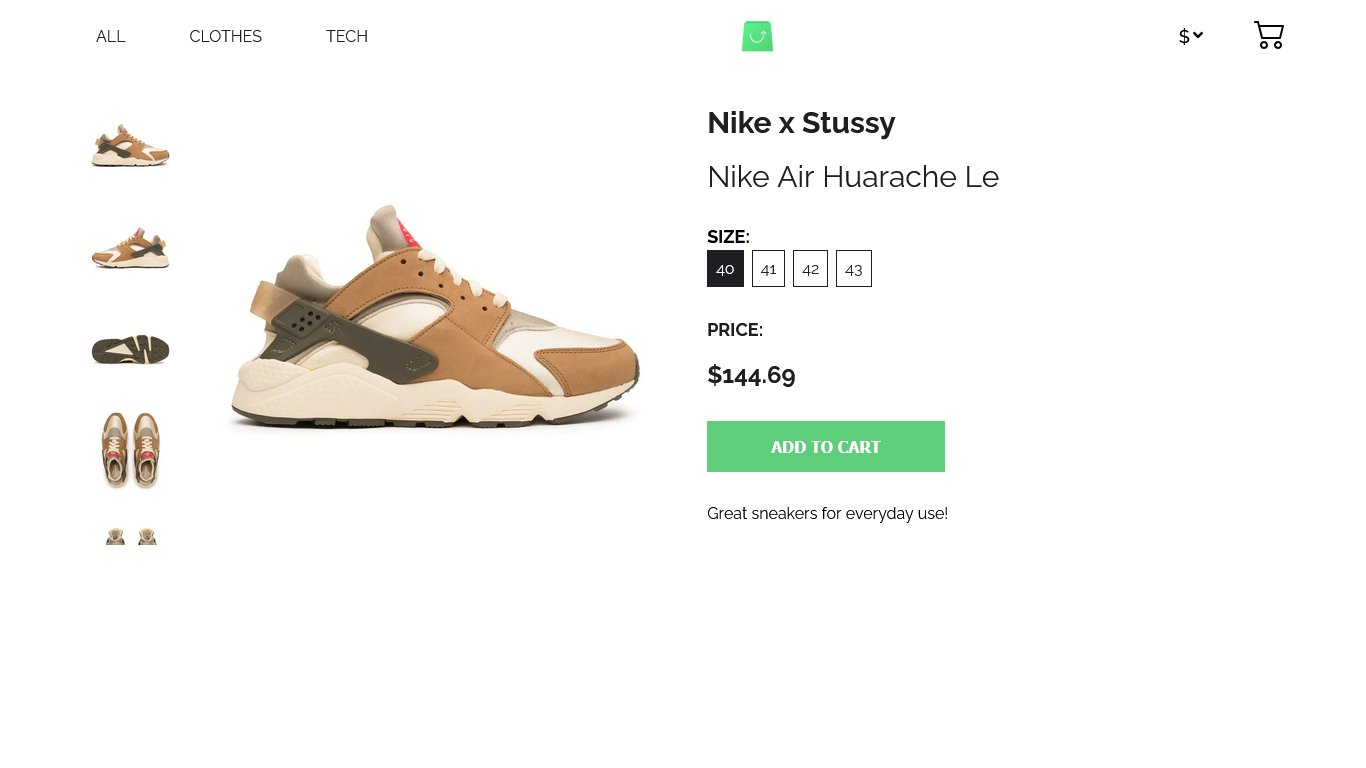 ALL CLOTHES TECH $
Nike x Stussy
Nike Air Huarache Le
SIZE:
40 41 42 43
PRICE:
$144.69
ADD TO CART
Great sneakers for everyday use!